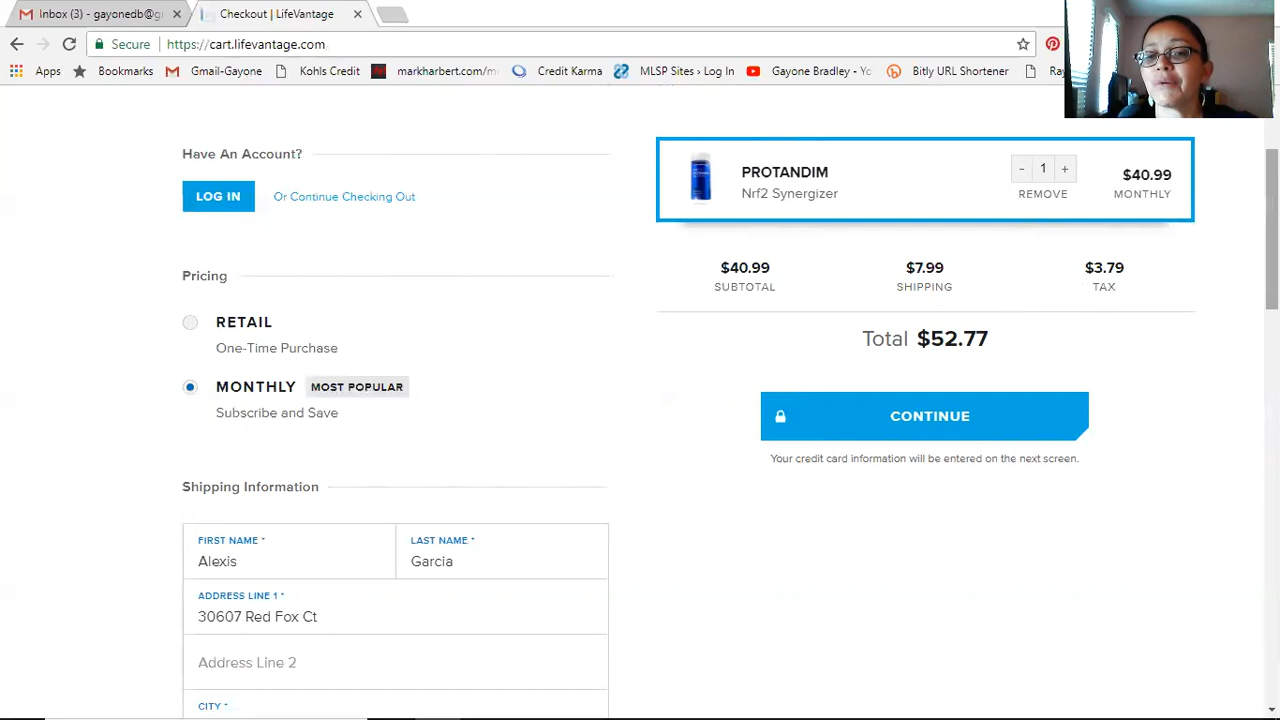 Inbox (3) - gayonedb@g
Checkout | LifeVantage
Secure
https://cart.lifevantage.com
Apps
Bookmarks
Gmail-Gayone
Kohls Credit
markharbert.com/m
Credit Karma
MLSP Sites › Log In
Gayone Bradley - Yo
Bitly URL Shortener
Ray
Have An Account?
LOG IN
Or Continue Checking Out
Pricing
RETAIL
One-Time Purchase
MONTHLY MOST POPULAR
Subscribe and Save
Shipping Information
FIRST NAME *
Alexis
LAST NAME *
Garcia
ADDRESS LINE 1 *
30607 Red Fox Ct
Address Line 2
CITY *
PROTANDIM
Nrf2 Synergizer
- 1 +
REMOVE
$40.99
MONTHLY
$40.99
SUBTOTAL
$7.99
SHIPPING
$3.79
TAX
Total $52.77
CONTINUE
Your credit card information will be entered on the next screen.